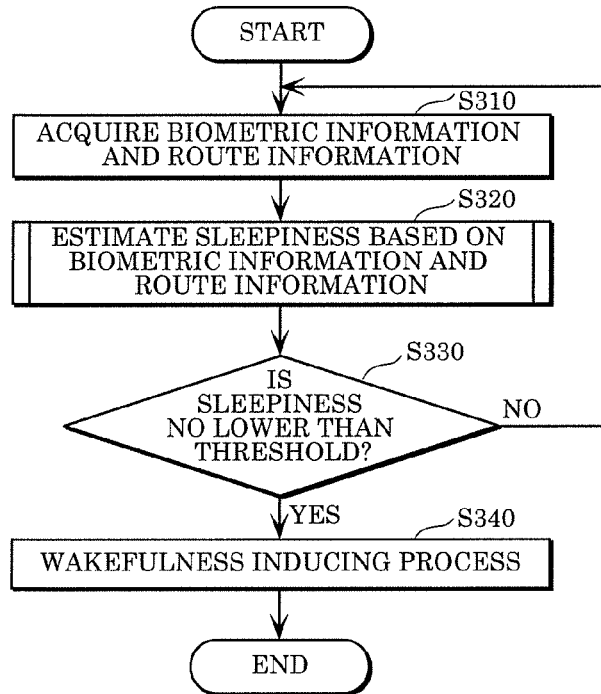 START
S310
ACQUIRE BIOMETRIC INFORMATION
AND ROUTE INFORMATION
S320
ESTIMATE SLEEPINESS BASED ON
BIOMETRIC INFORMATION AND
ROUTE INFORMATION
S330
IS
SLEEPINESS
NO LOWER THAN
THRESHOLD?
NO
YES
S340
WAKEFULNESS INDUCING PROCESS
END